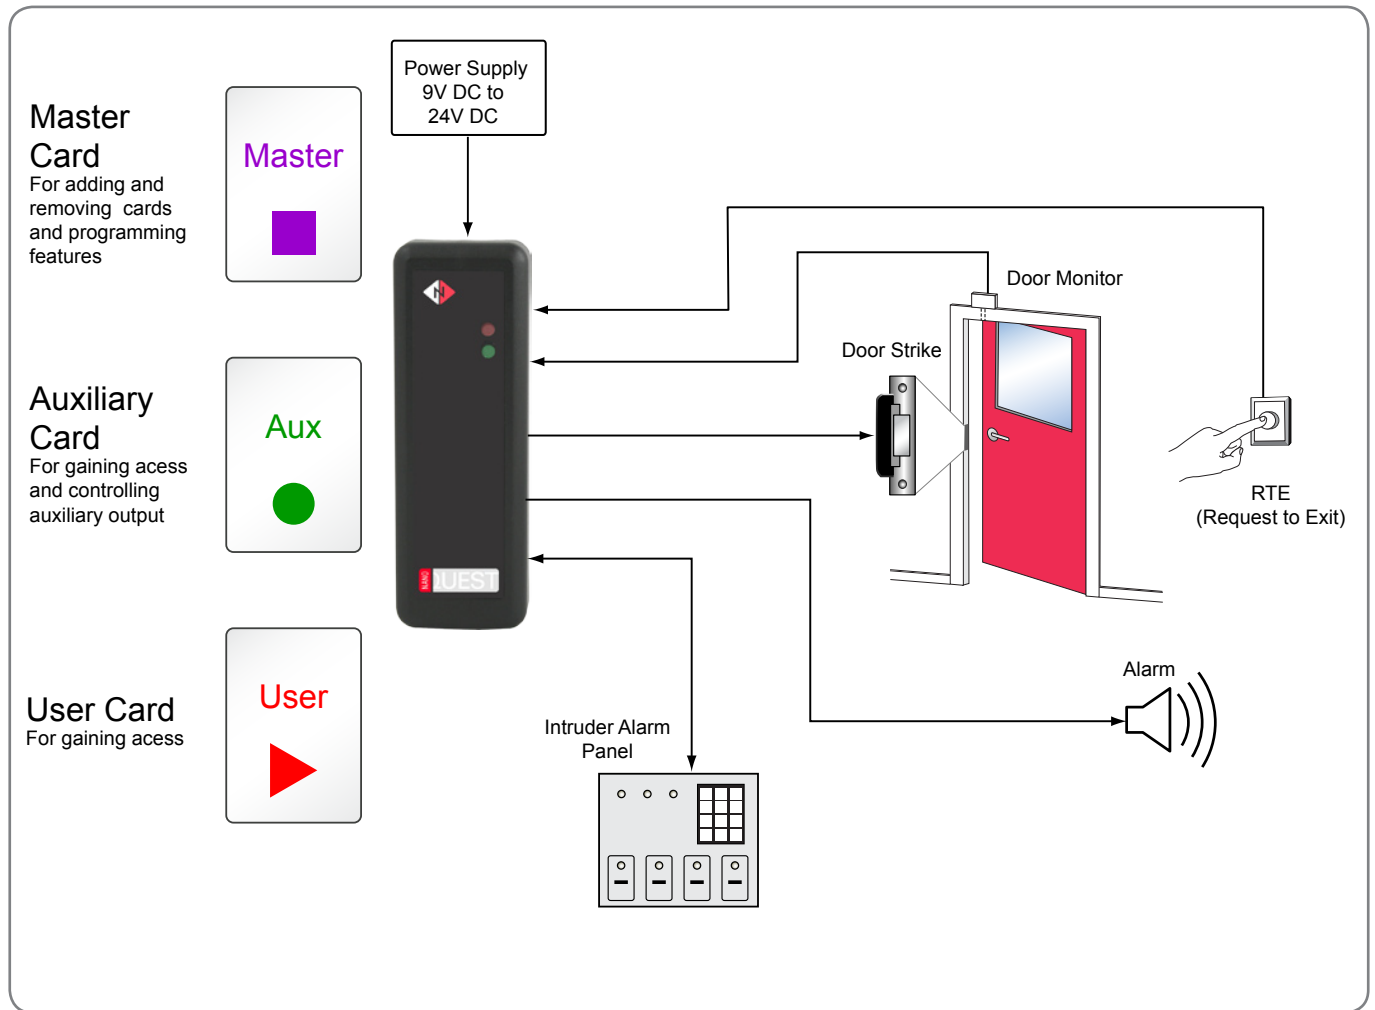 Master
Card
For adding and
removing cards
and programming
features
Master
Power Supply
9V DC to
24V DC
N
NANO
QUEST
Auxiliary
Card
For gaining acess
and controlling
auxiliary output
Aux
User Card
For gaining acess
User
Door Monitor
Door Strike
RTE
(Request to Exit)
Alarm
Intruder Alarm
Panel